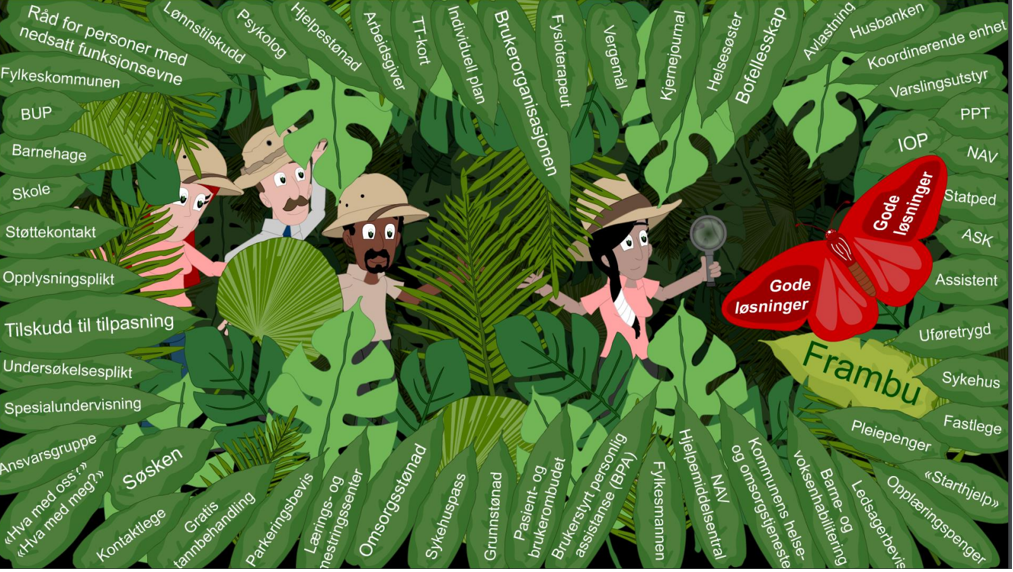 Råd for personer med
nedsatt funksjonsevne
Lønnstilskudd
Psykolog
Hjelpestønad
Arbeidsgiver
TT-kort
Individuell plan
Brukerorganisasjonen
Fysioterapeut
Vergemål
Kjernejournal
Helsesøster
Bofellesskap
Avlastning
Husbanken
Koordinerende enhet
Varslingsutstyr
PPT
IOP
NAV
Statped
ASK
Assistent
Uføretrygd
Sykehus
Fastlege
Pleiepenger
«Starthjelp»
Opplæringspenger
Ledsagerbevis
Barne- og
voksenhabilitering
Kommunens helse-
og omsorgstjeneste
NAV
Hjelpemiddelsentral
Fylkesmannen
Brukerstyrt personlig
assistanse (BPA)
Pasient- og
brukerombudet
Grunnstønad
Sykehuspass
Omsorgsstønad
Lærings- og
mestringssenter
Parkeringsbevis
Gratis
tannbehandling
Kontaktlege
Søsken
«Hva med oss?»
«Hva med meg?»
Ansvarsgruppe
Spesialundervisning
Undersøkelsesplikt
Tilskudd til tilpasning
Opplysningsplikt
Støttekontakt
Skole
Barnehage
BUP
Fylkeskommunen
Gode
løsninger
Gode
løsninger
Frambu